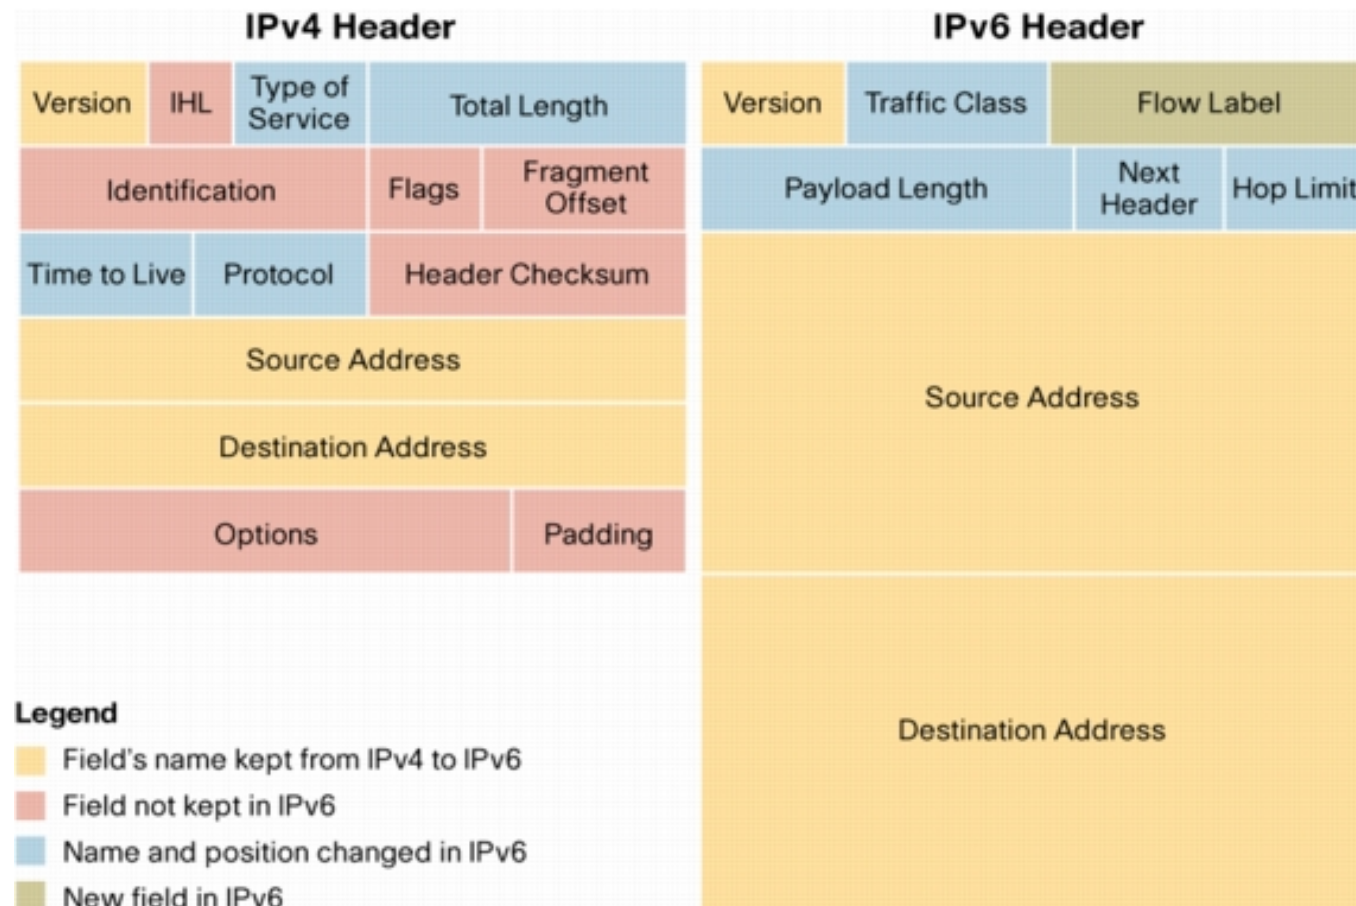 IPv4 Header
Version
IHL
Type of
Service
Total Length
Identification
Flags
Fragment
Offset
Time to Live
Protocol
Header Checksum
Source Address
Destination Address
Options
Padding
IPv6 Header
Version
Traffic Class
Flow Label
Payload Length
Next
Header
Hop Limit
Source Address
Destination Address
Legend
Field's name kept from IPv4 to IPv6
Field not kept in IPv6
Name and position changed in IPv6
New field in IPv6